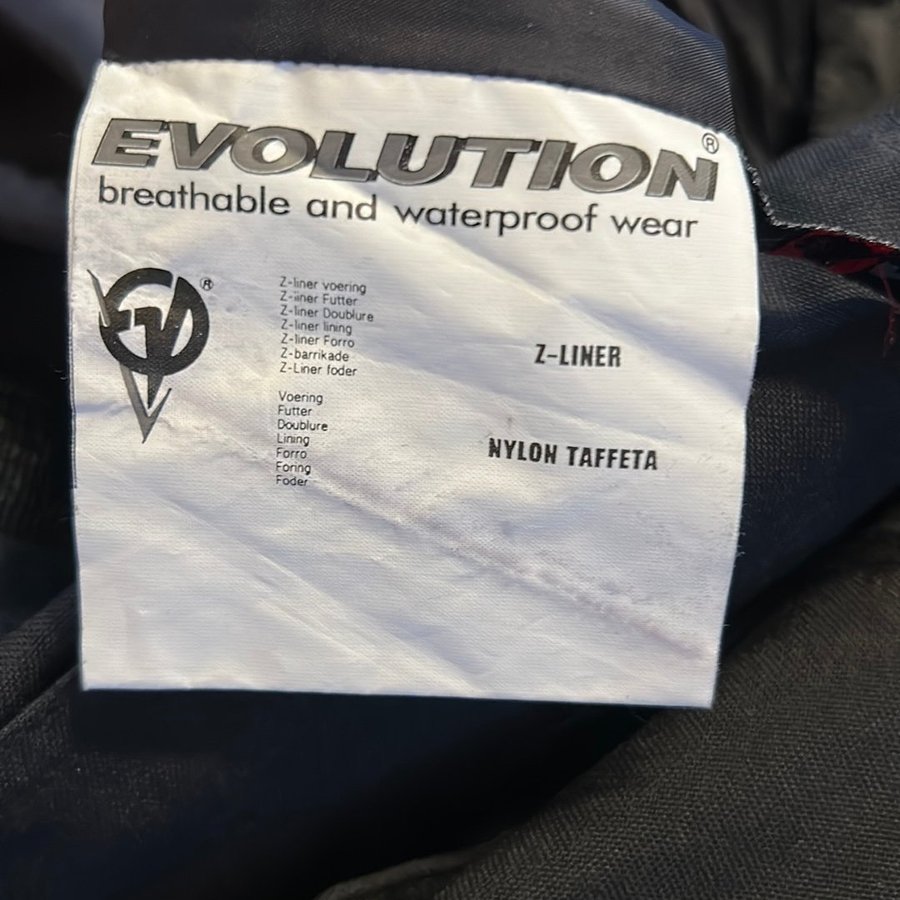 EVOLUTION®
breathable and waterproof wear
EV®
Z-liner voering
Z-liner Futter
Z-liner Doublure
Z-liner lining
Z-liner Forro
Z-barrikade
Z-Liner foder
Z-LINER
Voering
Futter
Doublure
Lining
Forro
Foring
Foder
NYLON TAFFETA